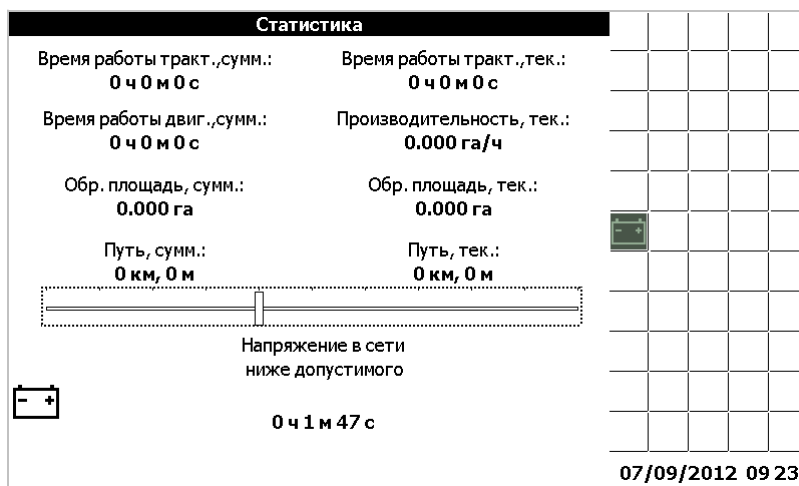 Статистика
Время работы тракт.,сумм.:
0 ч 0 м 0 с
Время работы тракт.,тек.:
0 ч 0 м 0 с
Время работы двиг.,сумм.:
0 ч 0 м 0 с
Производительность, тек.:
0.000 га/ч
Обр. площадь, сумм.:
0.000 га
Обр. площадь, тек.:
0.000 га
Путь, сумм.:
0 км, 0 м
Путь, тек.:
0 км, 0 м
Напряжение в сети
ниже допустимого
0 ч 1 м 47 с
07/09/2012 09 23